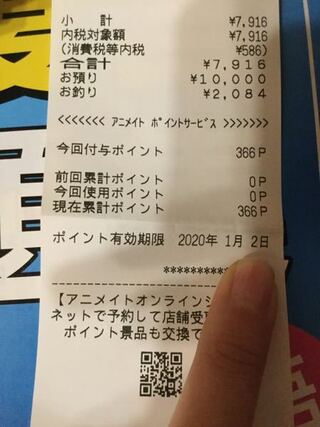 小 計 ¥7,916
内税対象額 ¥7,916
(消費税等内税 ¥586)
合計 ¥7,916
お預り ¥10,000
お釣り ¥2,084
<<<<<<< アニメイト ポイントサービス >>>>>>>
今回付与ポイント 366P
前回累計ポイント 0P
今回使用ポイント 0P
現在累計ポイント 366P
ポイント有効期限 2020年 1月 2日
【アニメイトオンラインシ
ネットで予約して店舗受
ポイント景品も交換で